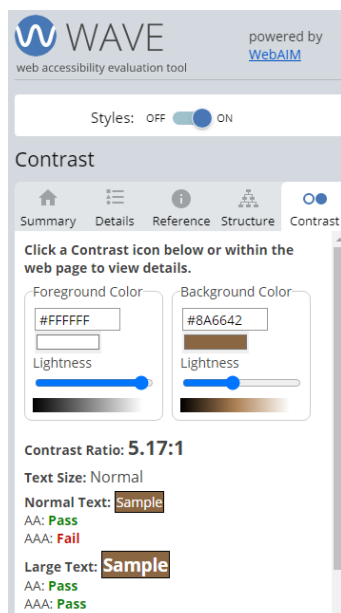 WAVE
web accessibility evaluation tool
powered by
WebAIM
Styles: OFF ON
Contrast
Summary Details Reference Structure Contrast
Click a Contrast icon below or within the
web page to view details.
Foreground Color Background Color
#FFFFFF #8A6642
Lightness Lightness
Contrast Ratio: 5.17:1
Text Size: Normal
Normal Text: Sample
AA: Pass
AAA: Fail
Large Text: Sample
AA: Pass
AAA: Pass